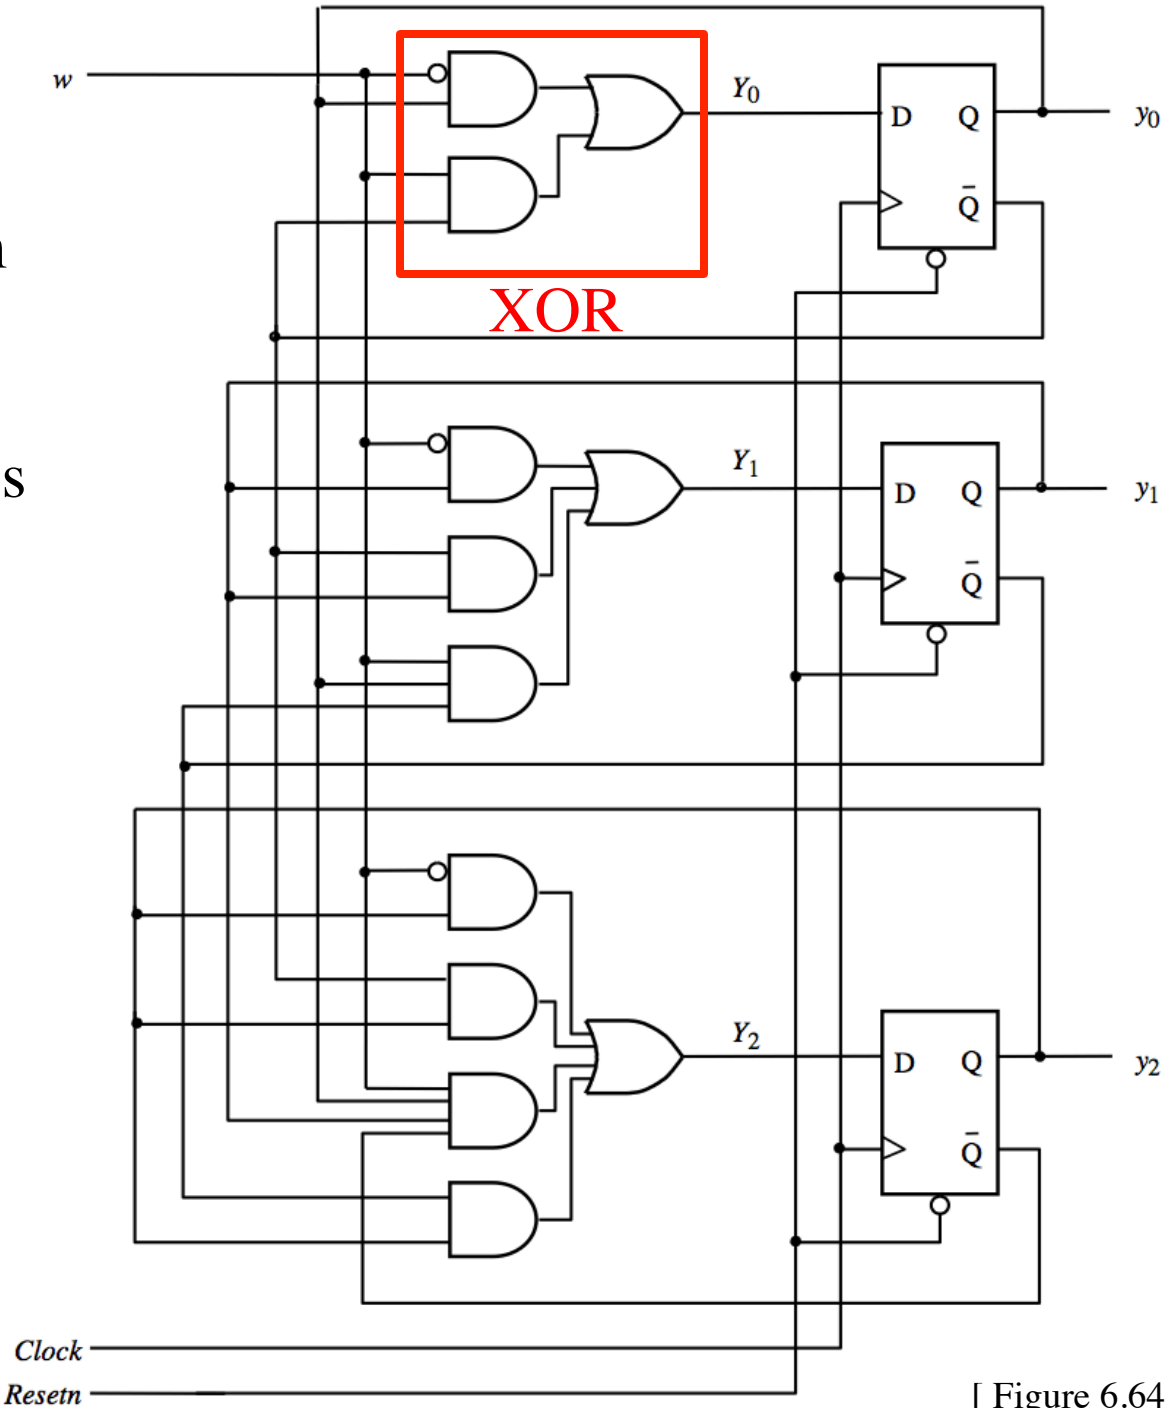 w
Y0
D Q
y0
Q̄
n
XOR
s
Y1
D Q
y1
Q̄
Y2
D Q
y2
Q̄
Clock
Resetn
[ Figure 6.64